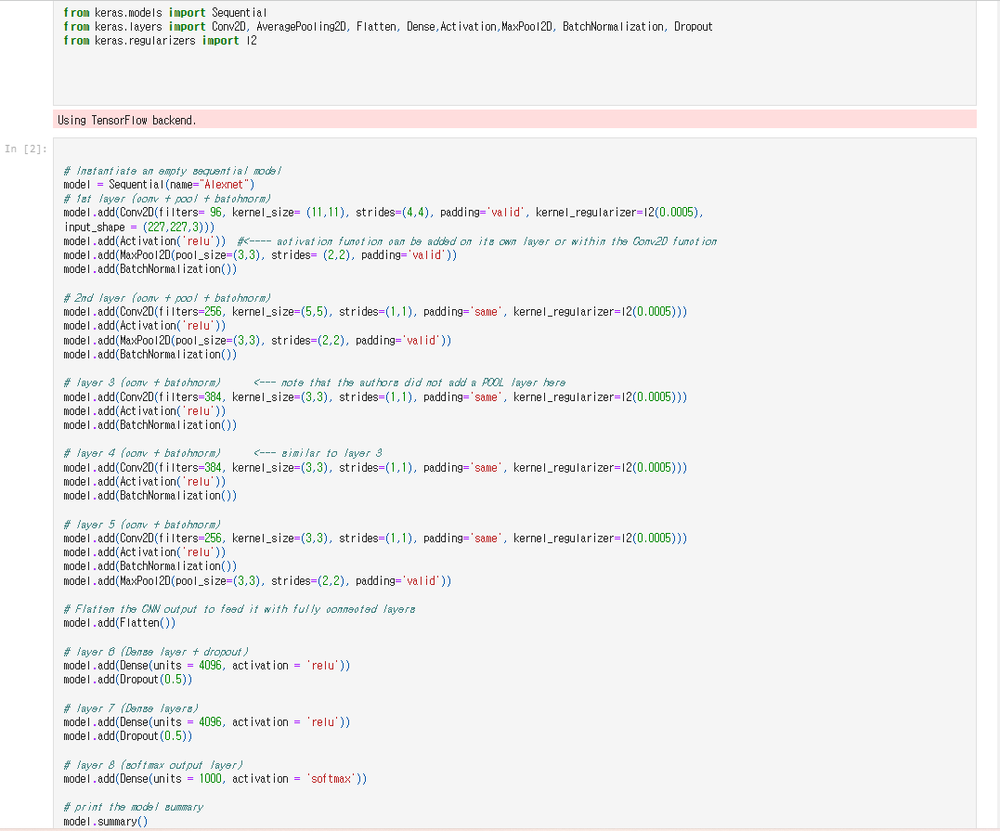 from keras.models import Sequential
from keras.layers import Conv2D, AveragePooling2D, Flatten, Dense,Activation,MaxPool2D, BatchNormalization, Dropout
from keras.regularizers import l2
Using TensorFlow backend.
In [2]:
# Instantiate an empty sequential model
model = Sequential(name="Alexnet")
# 1st layer (conv + pool + batchnorm)
model.add(Conv2D(filters= 96, kernel_size= (11,11), strides=(4,4), padding='valid', kernel_regularizer=l2(0.0005),
input_shape = (227,227,3)))
model.add(Activation('relu'))  #<---- activation function can be added on its own layer or within the Conv2D function
model.add(MaxPool2D(pool_size=(3,3), strides= (2,2), padding='valid'))
model.add(BatchNormalization())
# 2nd layer (conv + pool + batchnorm)
model.add(Conv2D(filters=256, kernel_size=(5,5), strides=(1,1), padding='same', kernel_regularizer=l2(0.0005)))
model.add(Activation('relu'))
model.add(MaxPool2D(pool_size=(3,3), strides=(2,2), padding='valid'))
model.add(BatchNormalization())
# layer 3 (conv + batchnorm)      <--- note that the authors did not add a POOL layer here
model.add(Conv2D(filters=384, kernel_size=(3,3), strides=(1,1), padding='same', kernel_regularizer=l2(0.0005)))
model.add(Activation('relu'))
model.add(BatchNormalization())
# layer 4 (conv + batchnorm)      <--- similar to layer 3
model.add(Conv2D(filters=384, kernel_size=(3,3), strides=(1,1), padding='same', kernel_regularizer=l2(0.0005)))
model.add(Activation('relu'))
model.add(BatchNormalization())
# layer 5 (conv + batchnorm)
model.add(Conv2D(filters=256, kernel_size=(3,3), strides=(1,1), padding='same', kernel_regularizer=l2(0.0005)))
model.add(Activation('relu'))
model.add(BatchNormalization())
model.add(MaxPool2D(pool_size=(3,3), strides=(2,2), padding='valid'))
# Flatten the CNN output to feed it with fully connected layers
model.add(Flatten())
# layer 6 (Dense layer + dropout)
model.add(Dense(units = 4096, activation = 'relu'))
model.add(Dropout(0.5))
# layer 7 (Dense layers)
model.add(Dense(units = 4096, activation = 'relu'))
model.add(Dropout(0.5))
# layer 8 (softmax output layer)
model.add(Dense(units = 1000, activation = 'softmax'))
# print the model summary
model.summary()